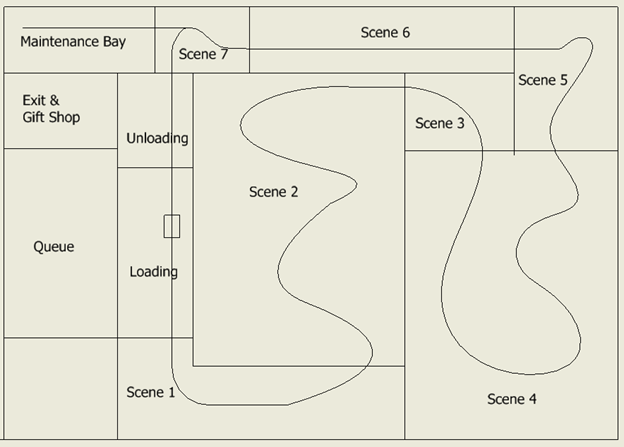 Maintenance Bay
Scene 7
Scene 6
Scene 5
Exit &
Gift Shop
Unloading
Scene 3
Scene 2
Queue
Loading
Scene 1
Scene 4